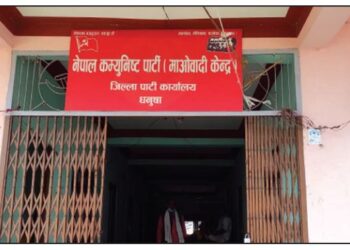 नेपाल कम्युनिष्ट पार्टी ( माओवादी केन्द्र )
जिल्ला पार्टी कार्यालय
धनुषा